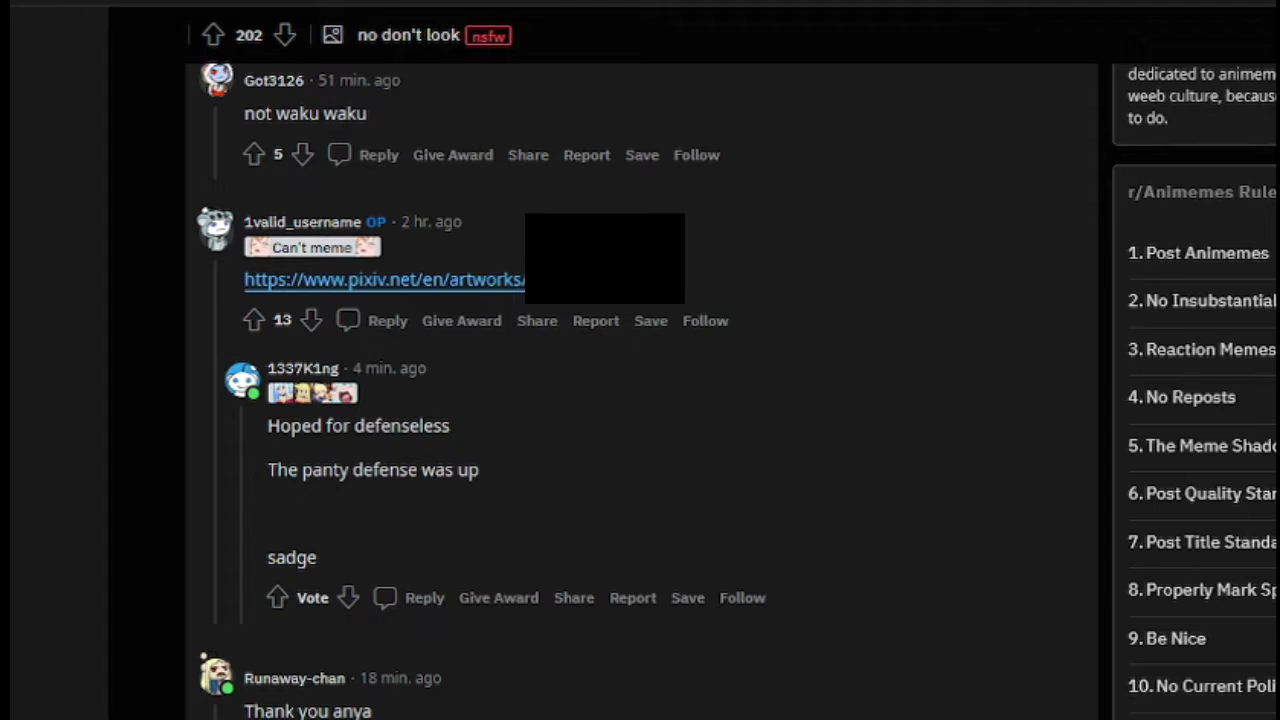 202 no don't look nsfw
Got3126 · 51 min. ago
not waku waku
5 Reply Give Award Share Report Save Follow
1valid_username OP · 2 hr. ago
Can't meme
https://www.pixiv.net/en/artworks/
13 Reply Give Award Share Report Save Follow
1337K1ng · 4 min. ago
Hoped for defenseless
The panty defense was up
sadge
Vote Reply Give Award Share Report Save Follow
Runaway-chan · 18 min. ago
Thank you anya
dedicated to animem
weeb culture, becaus
to do.
r/Animemes Rule
1. Post Animemes
2. No Insubstantial
3. Reaction Memes
4. No Reposts
5. The Meme Shado
6. Post Quality Stan
7. Post Title Standa
8. Properly Mark Sp
9. Be Nice
10. No Current Poli